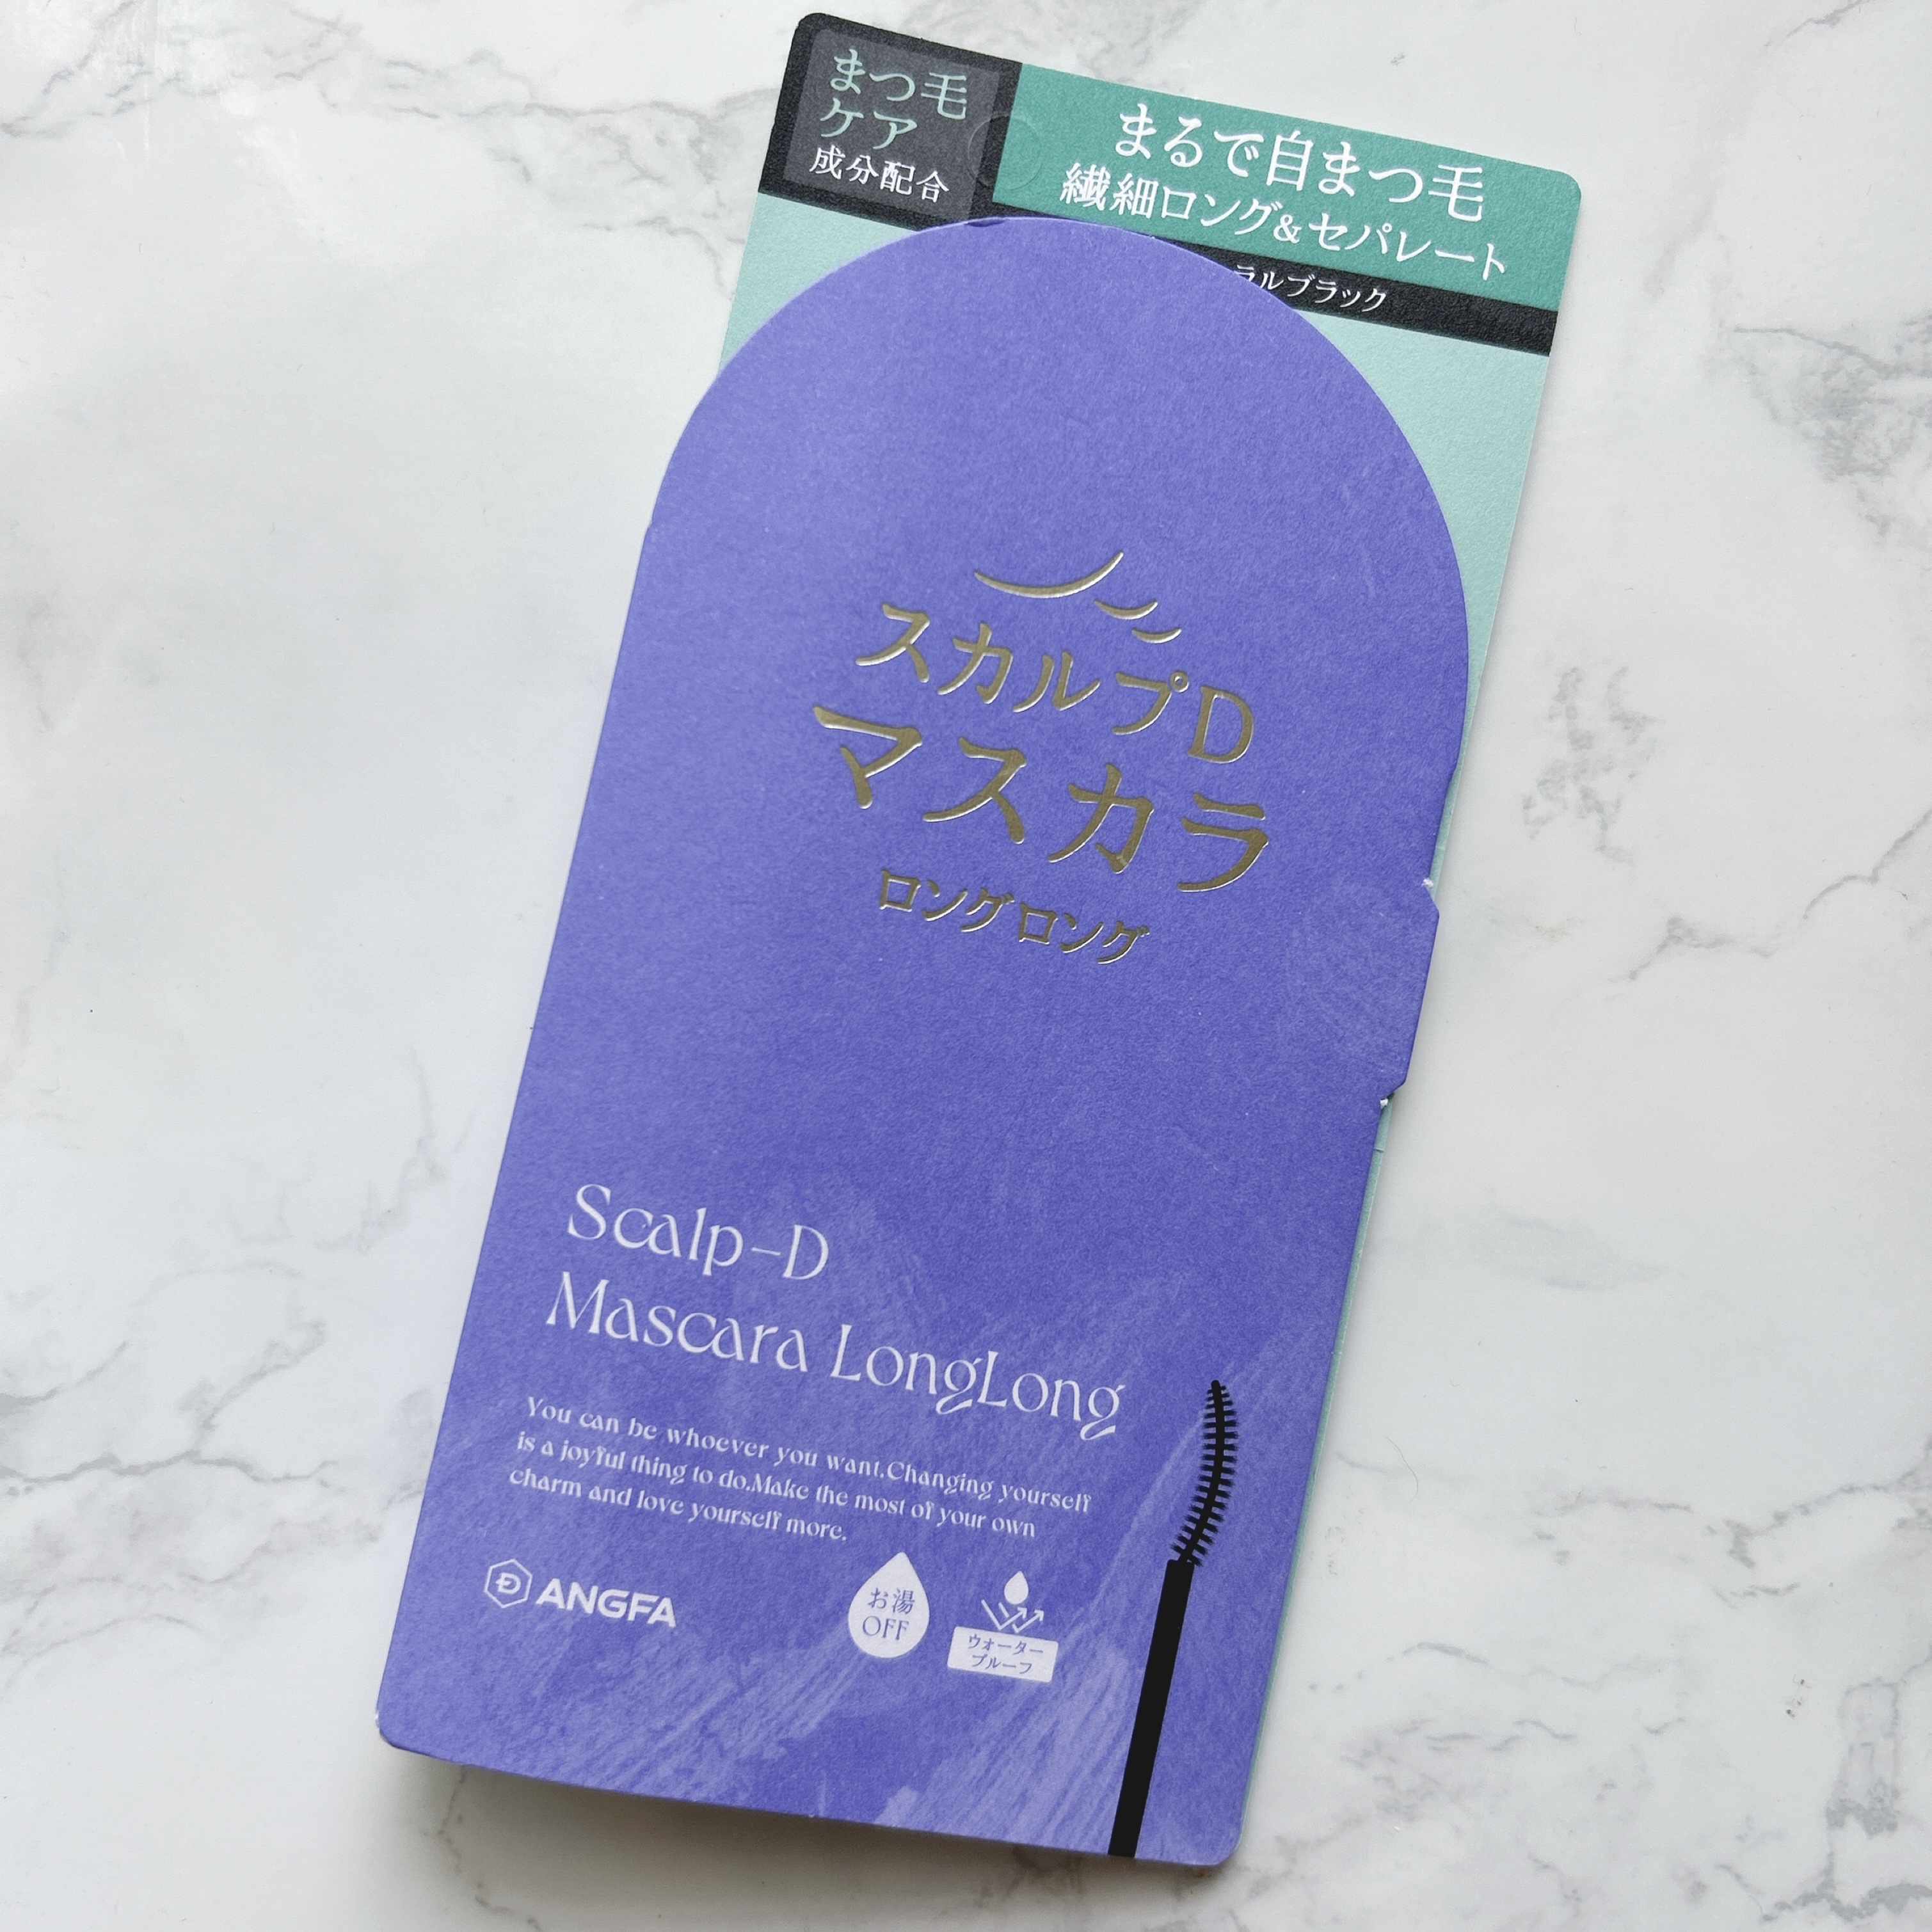 まつ毛
ケア
成分配合
まるで自まつ毛
繊細ロング&セパレート
ラルブラック
スカルプD
マスカラ
ロングロング
Scalp-D
Mascara LongLong
You can be whoever you want.Changing yourself
is a joyful thing to do.Make the most of your own
charm and love yourself more.
ANGFA
お湯
OFF
ウォーター
プルーフ